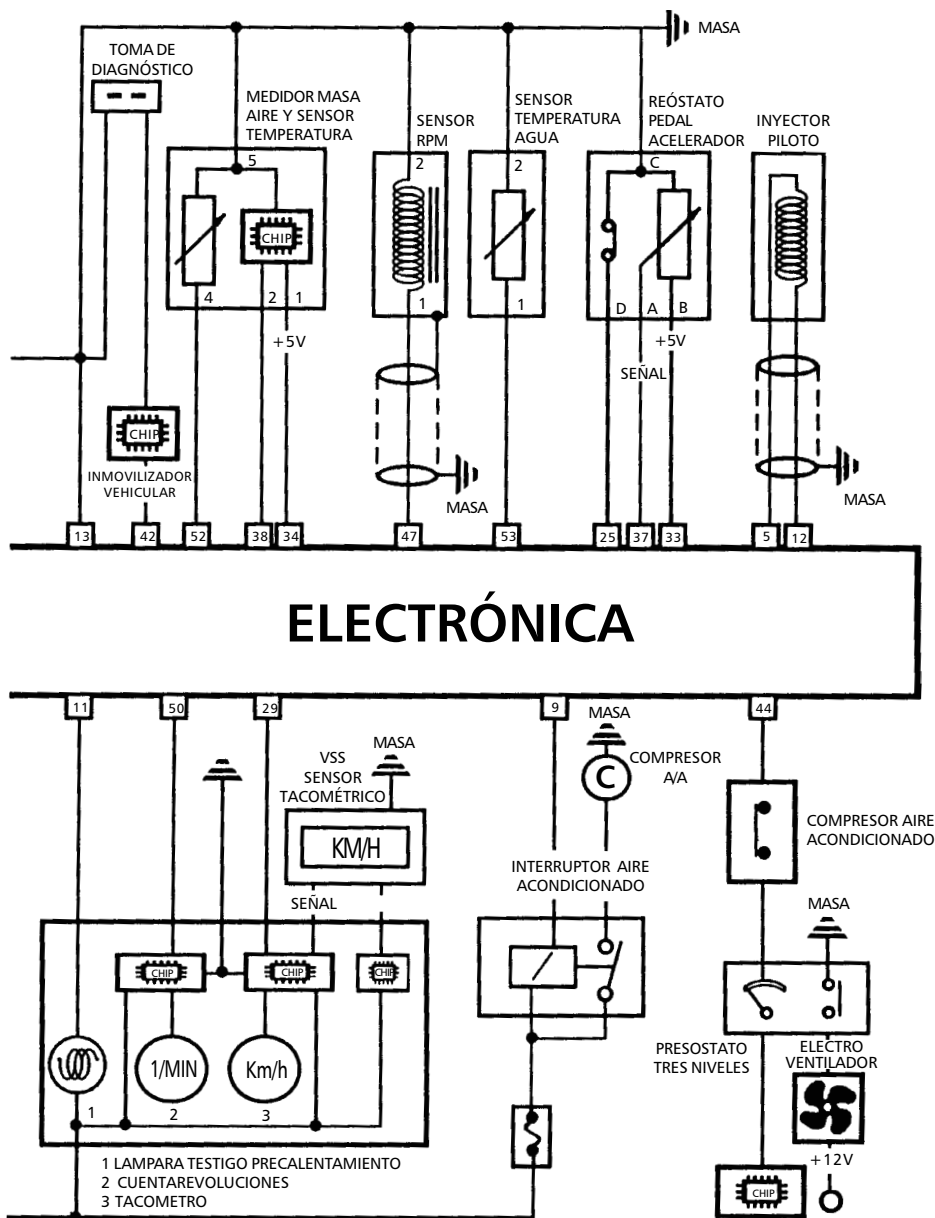 MASA
TOMA DE
DIAGNÓSTICO
MEDIDOR MASA
AIRE Y SENSOR
TEMPERATURA
SENSOR
RPM
SENSOR
TEMPERATURA
AGUA
REÓSTATO
PEDAL
ACELERADOR
INYECTOR
PILOTO
5
2
2
C
CHIP
4
2
1
1
1
D
A
B
+5V
+5V
SEÑAL
CHIP
INMOVILIZADOR
VEHICULAR
MASA
MASA
13
42
52
38
34
47
53
25
37
33
5
12
ELECTRÓNICA
11
50
29
9
44
VSS
SENSOR
TACOMÉTRICO
MASA
MASA
C
COMPRESOR
A/A
KM/H
COMPRESOR AIRE
ACONDICIONADO
INTERRUPTOR AIRE
ACONDICIONADO
SEÑAL
MASA
CHIP
CHIP
CHIP
1/MIN
Km/h
1
2
3
PRESOSTATO
TRES NIVELES
ELECTRO
VENTILADOR
+12V
CHIP
1 LAMPARA TESTIGO PRECALENTAMIENTO
2 CUENTAREVOLUCIONES
3 TACOMETRO